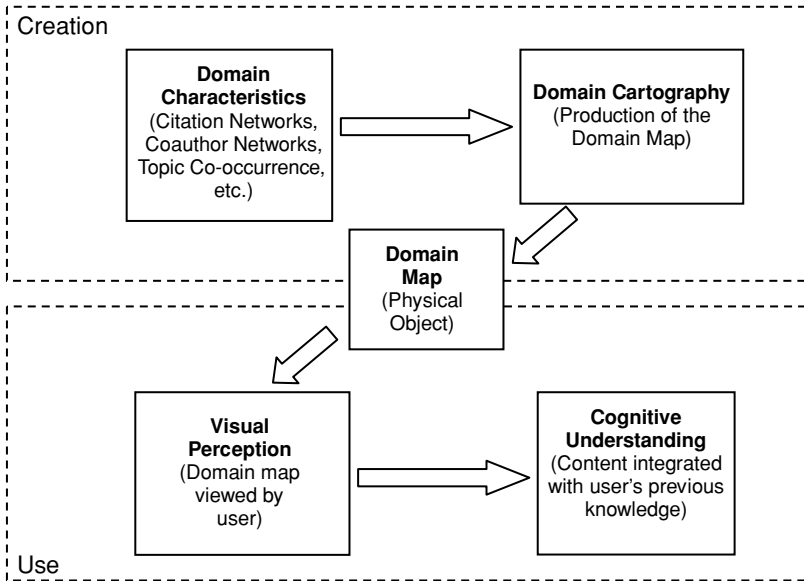 Creation
Domain
Characteristics
(Citation Networks,
Coauthor Networks,
Topic Co-occurrence,
etc.)
Domain Cartography
(Production of the
Domain Map)
Domain
Map
(Physical
Object)
Visual
Perception
(Domain map
viewed by
user)
Cognitive
Understanding
(Content integrated
with user's previous
knowledge)
Use